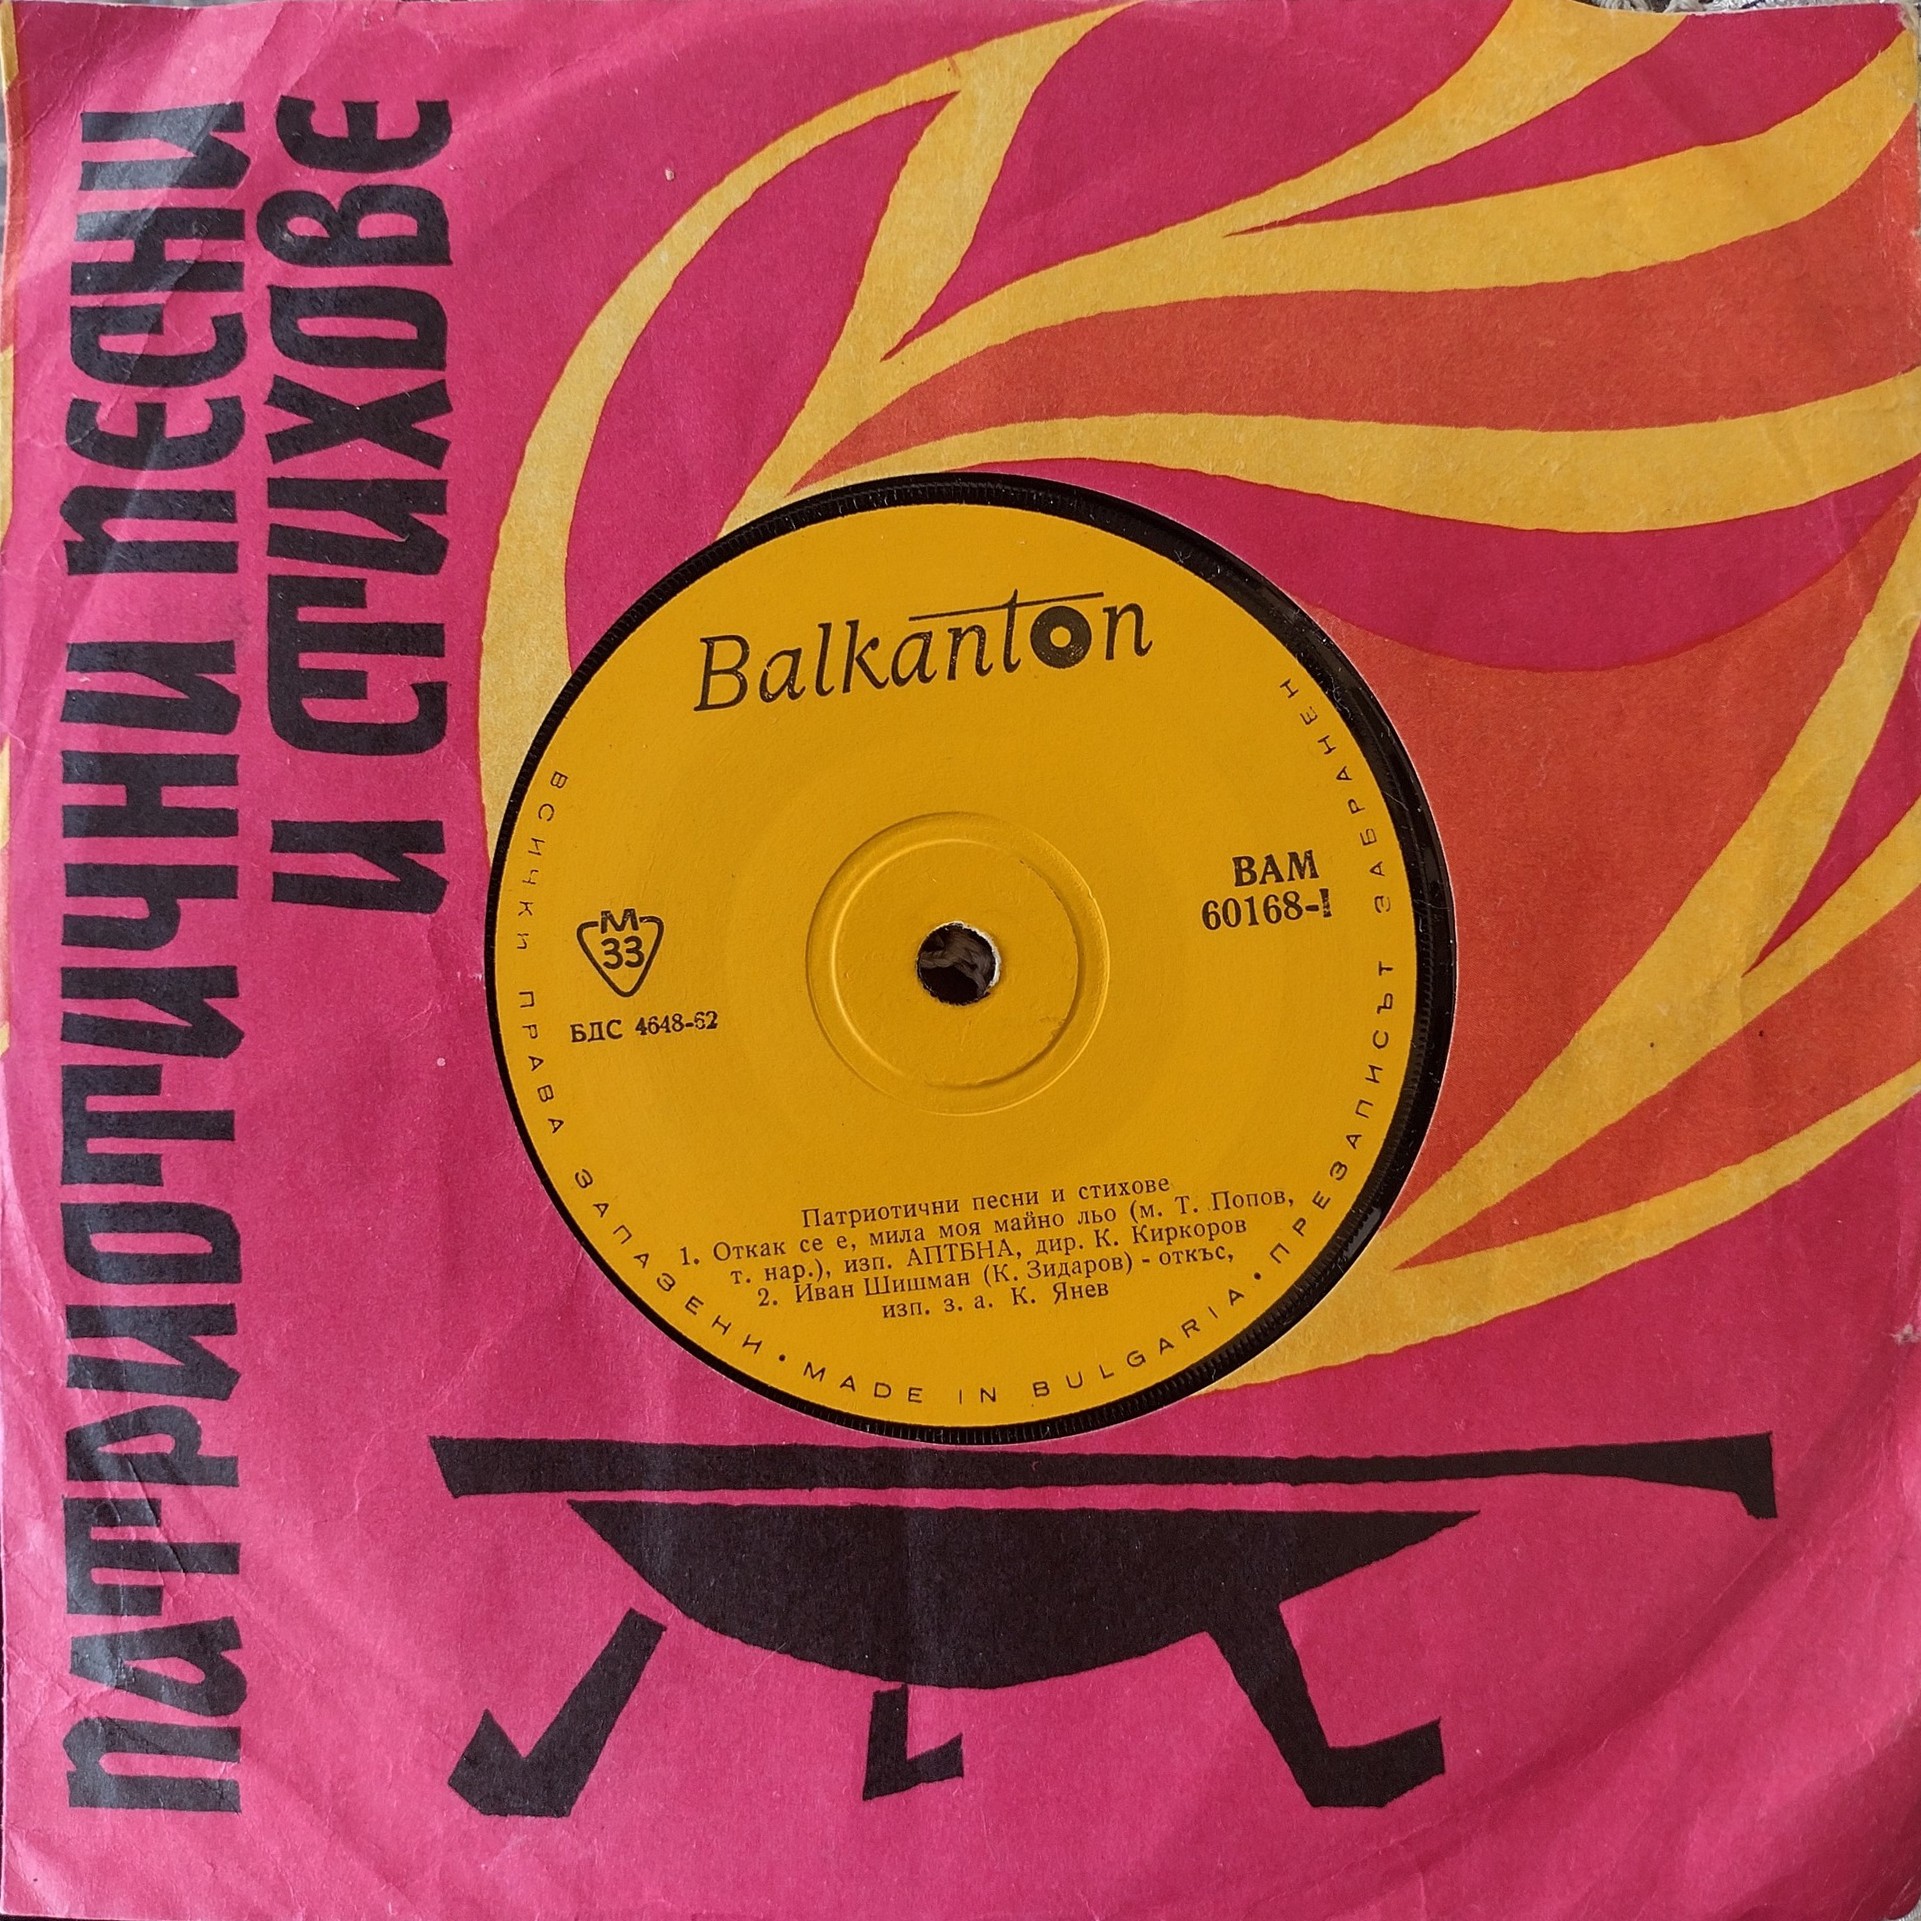 ПАТРИОТИЧНИ ПЕСНИ
И СТИХОВЕ
Balkanton
ВАМ
60168-I
М
33
БДС 4648-62
Патриотични песни и стихове
1. Откак се е, мила моя майно льо (м. Т. Попов,
т. нар.), изп. АПТБНА, дир. К. Киркоров
2. Иван Шишман (К. Зидаров) - откъс,
изп. з. а. К. Янев
ВСИЧКИ ПРАВА ЗАПАЗЕНИ • MADE IN BULGARIA • ПРЕЗАПИСЪТ ЗАБРАНЕН